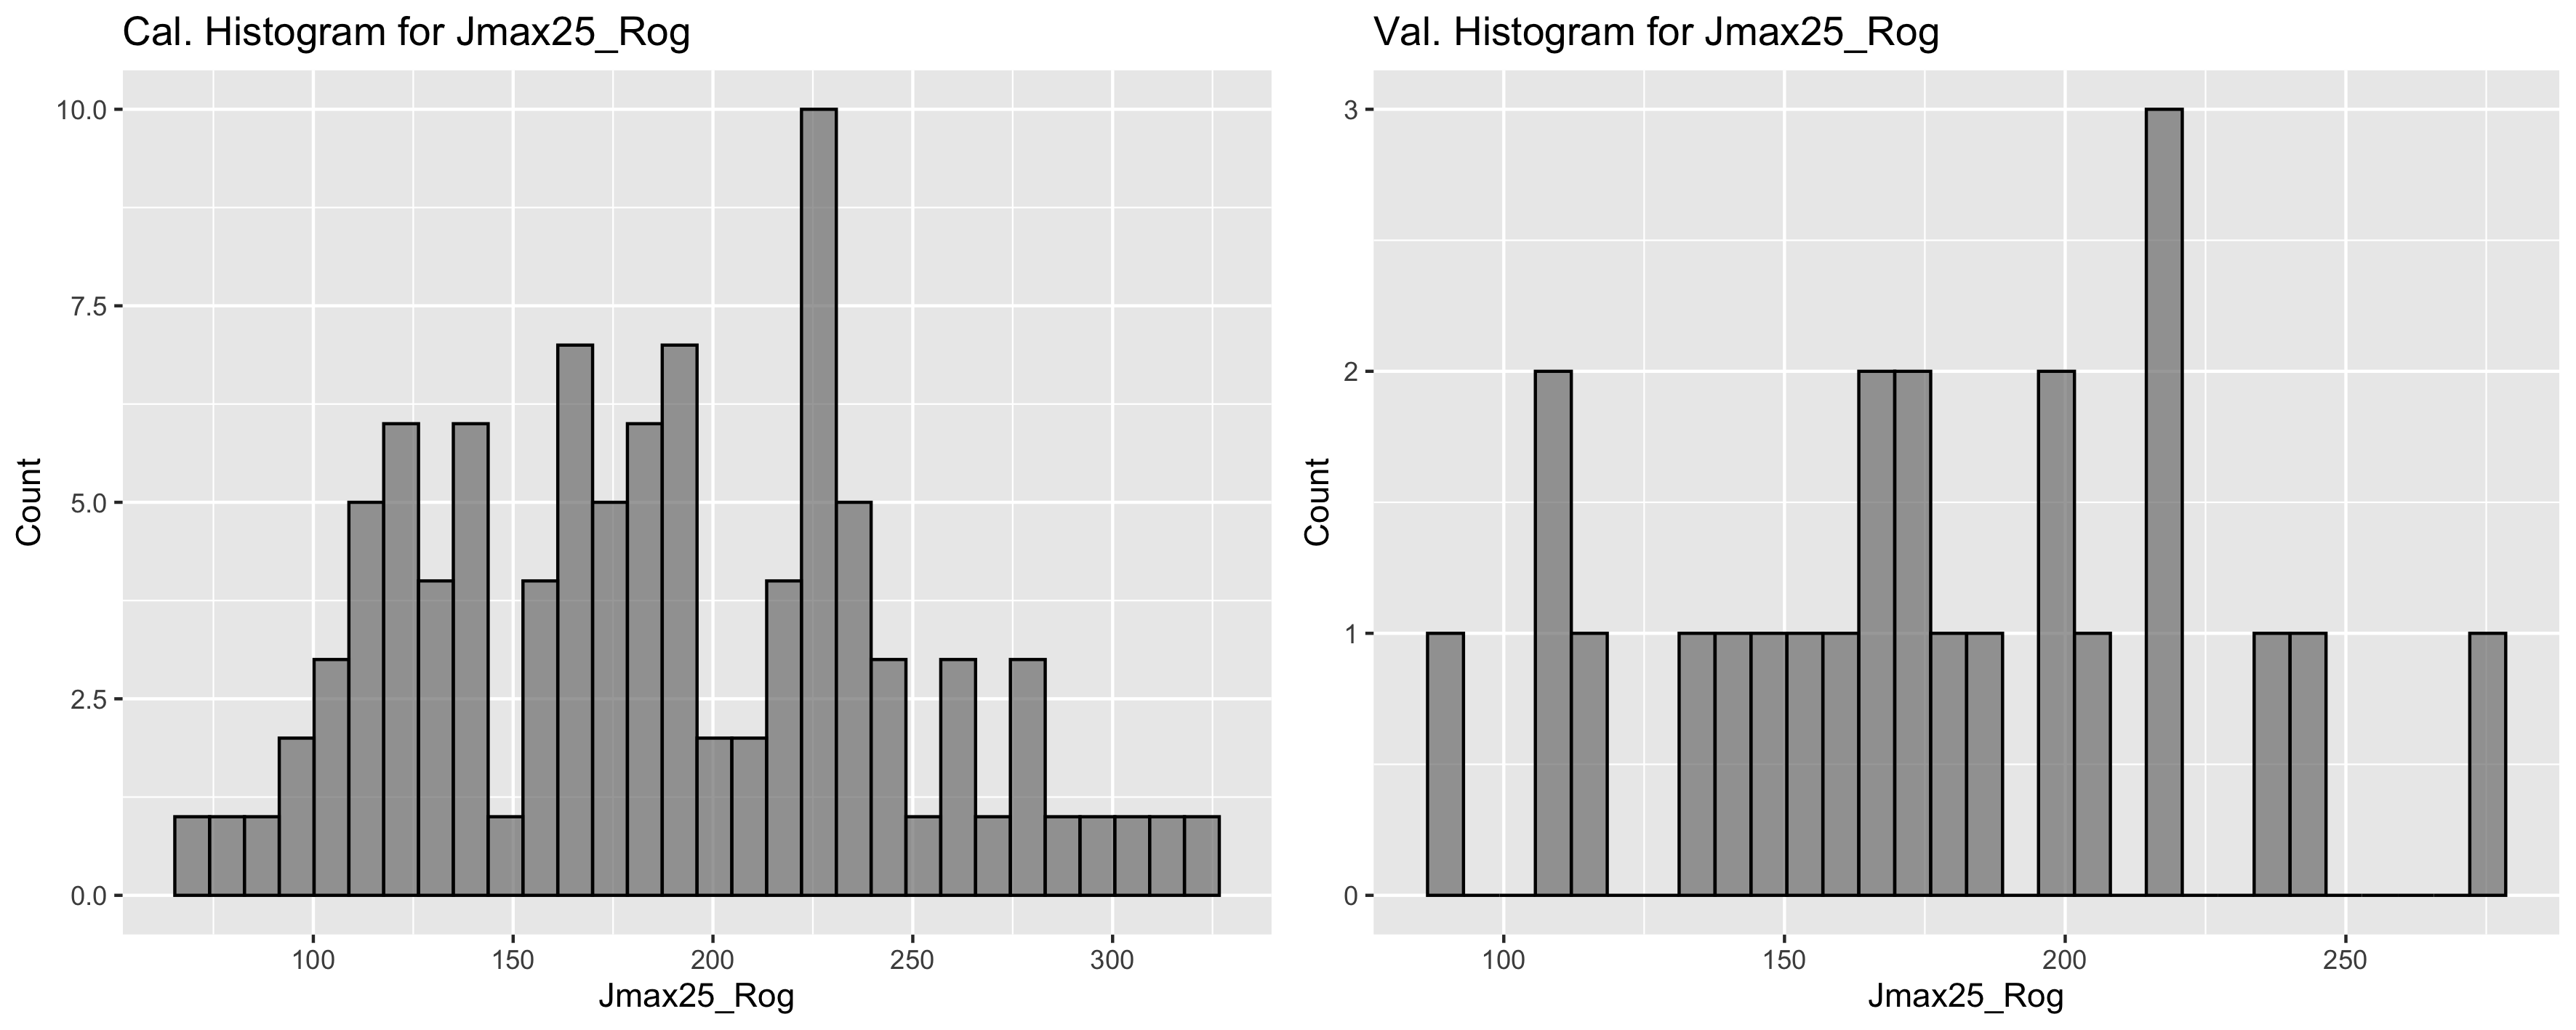 Cal. Histogram for Jmax25_Rog
10.0
7.5
5.0
2.5
0.0
Count
100 150 200 250 300
Jmax25_Rog
Val. Histogram for Jmax25_Rog
3
2
1
0
Count
100 150 200 250
Jmax25_Rog